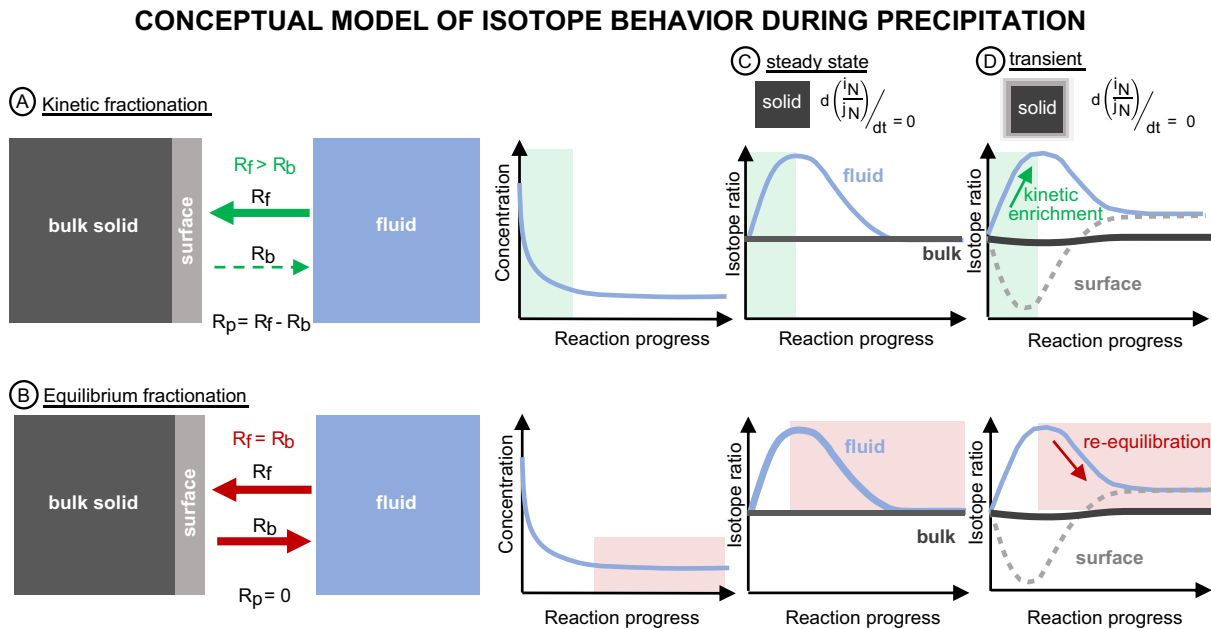 CONCEPTUAL MODEL OF ISOTOPE BEHAVIOR DURING PRECIPITATION
A Kinetic fractionation
bulk solid
surface
Rf > Rb
Rf
Rb
Rp = Rf - Rb
fluid
Concentration
Reaction progress
C steady state
solid
d (iN/jN)/dt = 0
Isotope ratio
fluid
bulk
Reaction progress
D transient
solid
d (iN/jN)/dt = 0
Isotope ratio
kinetic
enrichment
surface
Reaction progress
B Equilibrium fractionation
bulk solid
surface
Rf = Rb
Rf
Rb
Rp = 0
fluid
Concentration
Reaction progress
Isotope ratio
fluid
bulk
Reaction progress
Isotope ratio
re-equilibration
surface
Reaction progress